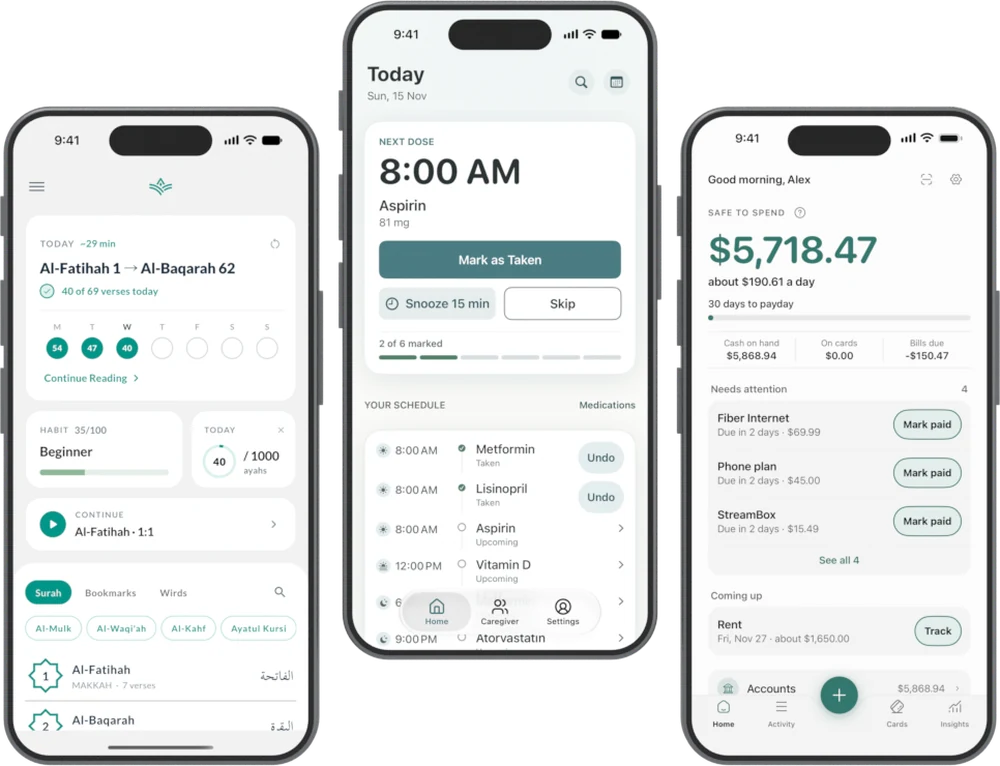 9:41
TODAY ~29 min
Al-Fatihah 1 → Al-Baqarah 62
40 of 69 verses today
M T W T F S S
54 47 40
Continue Reading >
HABIT 35/100
Beginner
TODAY ×
40 / 1000
ayahs
CONTINUE
Al-Fatihah · 1:1
Surah Bookmarks Wirds
Al-Mulk Al-Waqi'ah Al-Kahf Ayatul Kursi
1 Al-Fatihah الفاتحة
MAKKAH - 7 verses
2 Al-Baqarah البقرة
9:41
Today
Sun, 15 Nov
NEXT DOSE
8:00 AM
Aspirin
81 mg
Mark as Taken
Snooze 15 min Skip
2 of 6 marked
YOUR SCHEDULE Medications
8:00 AM Metformin Undo
Taken
8:00 AM Lisinopril Undo
Taken
8:00 AM Aspirin
Upcoming
12:00 PM Vitamin D
Upcoming
6
Home Caregiver Settings
9:00 PM Atorvastatin
9:41
Good morning, Alex
SAFE TO SPEND ?
$5,718.47
about $190.61 a day
30 days to payday
Cash on hand On cards Bills due
$5,868.94 $0.00 -$150.47
Needs attention 4
Fiber Internet Mark paid
Due in 2 days · $69.99
Phone plan Mark paid
Due in 2 days · $45.00
StreamBox Mark paid
Due in 2 days · $15.49
See all 4
Coming up
Rent Track
Fri, Nov 27 · about $1,650.00
Accounts $5,868.94 >
+
Home Activity Cards Insights